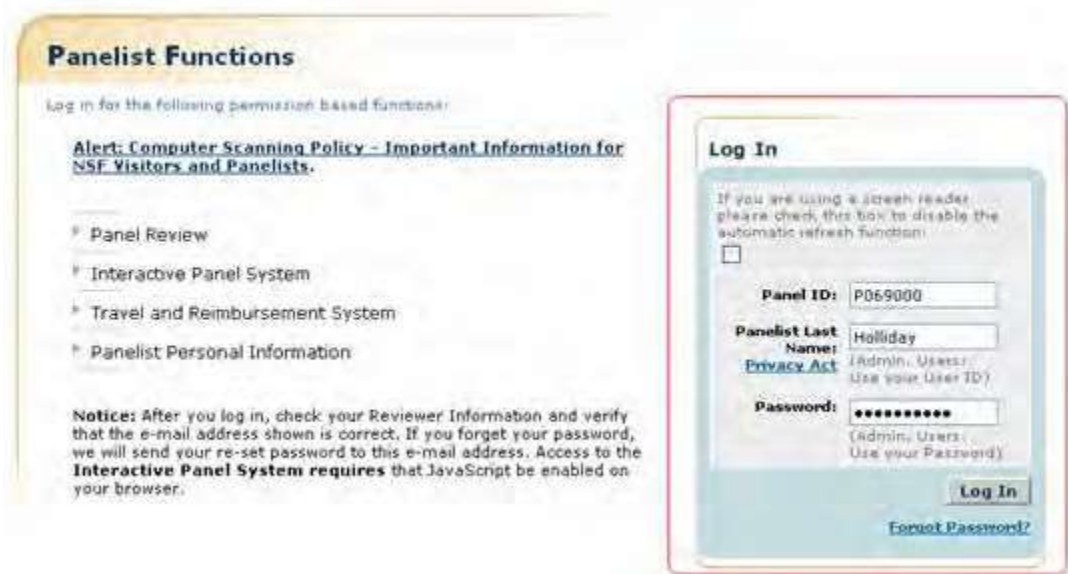 Panelist Functions
Log in for the following permission based functions:
Alert: Computer Scanning Policy - Important Information for
NSF Visitors and Panelists.
Panel Review
Interactive Panel System
Travel and Reimbursement System
Panelist Personal Information
Notice: After you log in, check your Reviewer Information and verify
that the e-mail address shown is correct. If you forget your password,
we will send your re-set password to this e-mail address. Access to the
Interactive Panel System requires that JavaScript be enabled on
your browser.
Log In
If you are using a screen reader
please check this box to disable the
automatic refresh function:
Panel ID: P069000
Panelist Last
Name: Holliday
Privacy Act (Admin. Users:
Use your User ID)
Password: ••••••••••
(Admin. Users:
Use your Password)
Log In
Forgot Password?